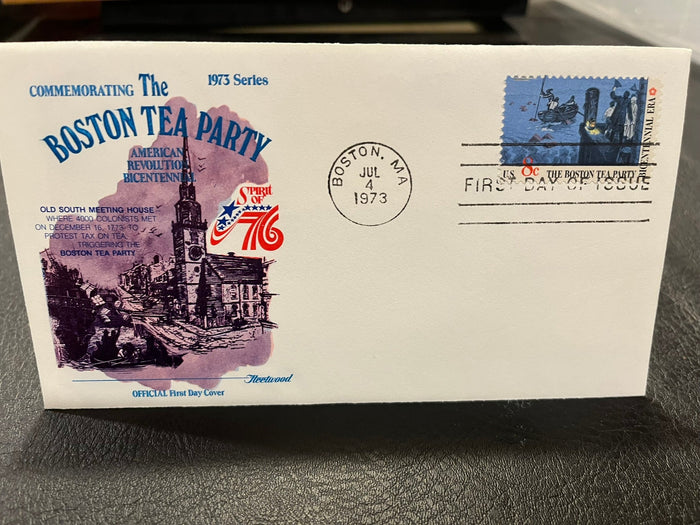 COMMEMORATING The
1973 Series
BOSTON TEA PARTY
AMERICAN
REVOLUTION
BICENTENNIAL
OLD SOUTH MEETING HOUSE
WHERE 4000 COLONISTS MET
ON DECEMBER 16, 1773 TO
PROTEST TAX ON TEA,
TRIGGERING THE
BOSTON TEA PARTY
SPIRIT
OF
76
Fleetwood
OFFICIAL First Day Cover
BOSTON, MA
JUL
4
1973
U.S. 8c THE BOSTON TEA PARTY
BICENTENNIAL ERA
FIRST DAY OF ISSUE